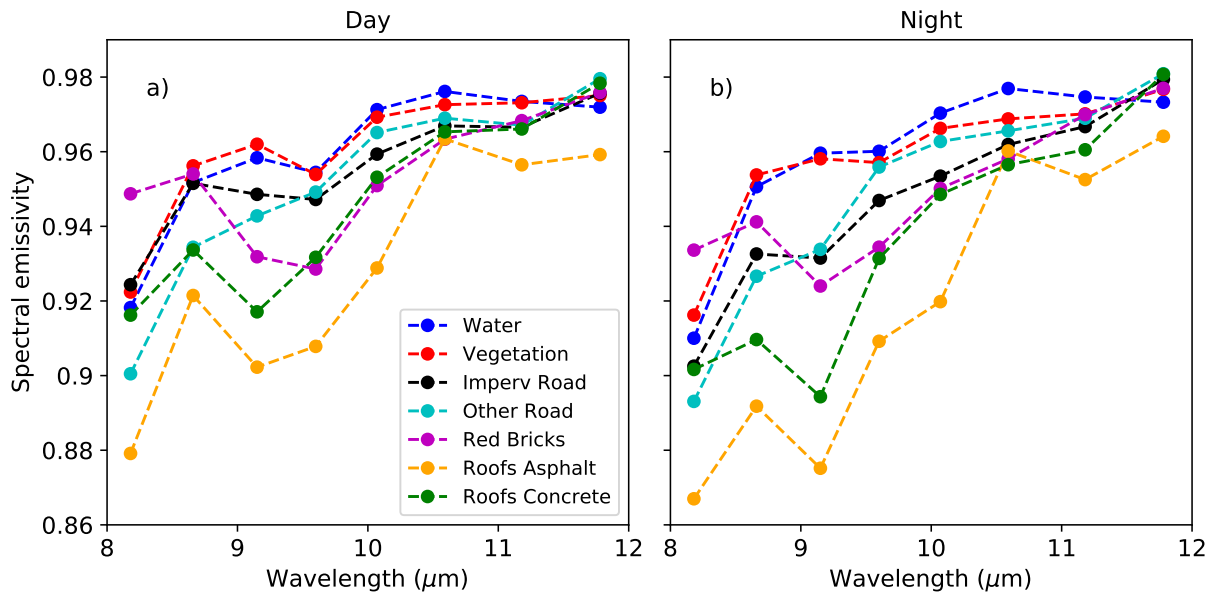 Day
Night
a)
b)
Spectral emissivity
0.98
0.96
0.94
0.92
0.9
0.88
0.86
Water
Vegetation
Imperv Road
Other Road
Red Bricks
Roofs Asphalt
Roofs Concrete
8 9 10 11 12
8 9 10 11 12
Wavelength (μm)
Wavelength (μm)